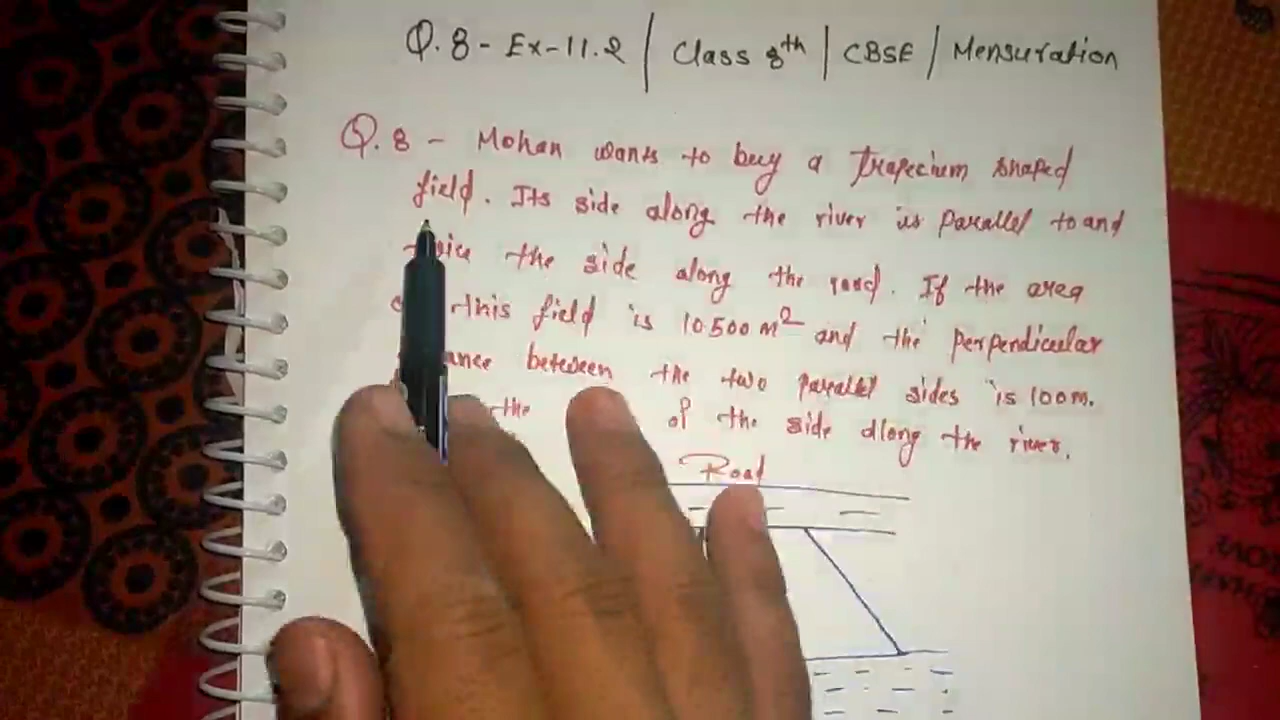 Q.8 - Ex-11.2 | Class 8th | CBSE | Mensuration
Q.8 - Mohan wants to buy a trapecium shaped
field. Its side along the river is parallel to and
the side along the road. If the area
this field is 10500 m² and the perpendicular
between the two parallel sides is 100m.
the of the side along the river.
Road